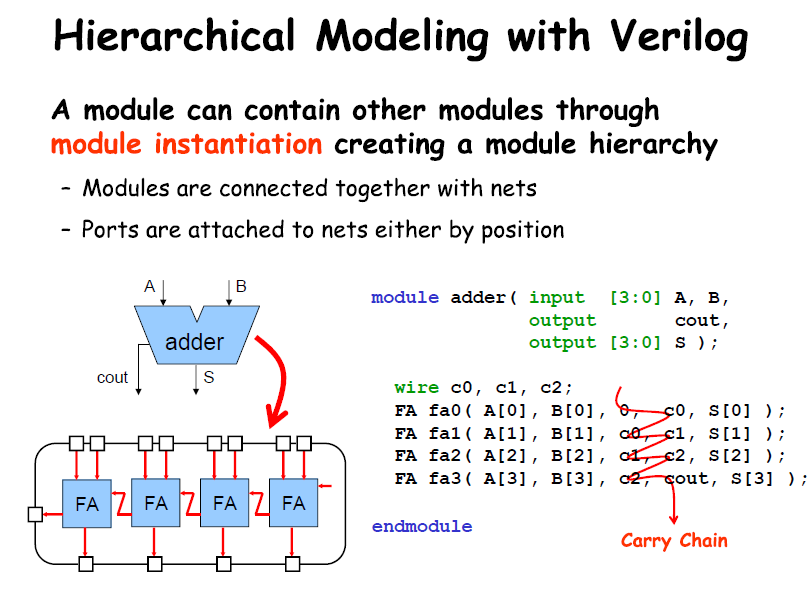 Hierarchical Modeling with Verilog
A module can contain other modules through
module instantiation creating a module hierarchy
– Modules are connected together with nets
– Ports are attached to nets either by position
A
B
adder
cout
S
FA
FA
FA
FA
module adder( input [3:0] A, B,
output cout,
output [3:0] S );
wire c0, c1, c2;
FA fa0( A[0], B[0], 0, c0, S[0] );
FA fa1( A[1], B[1], c0, c1, S[1] );
FA fa2( A[2], B[2], c1, c2, S[2] );
FA fa3( A[3], B[3], c2, cout, S[3] );
endmodule
Carry Chain